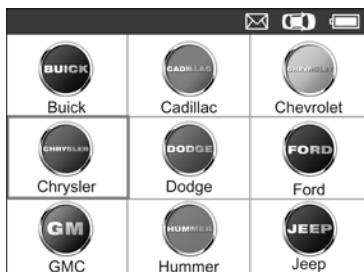 BUICK
CADILLAC
CHEVROLET
Buick
Cadillac
Chevrolet
CHRYSLER
DODGE
FORD
Chrysler
Dodge
Ford
GM
HUMMER
JEEP
GMC
Hummer
Jeep